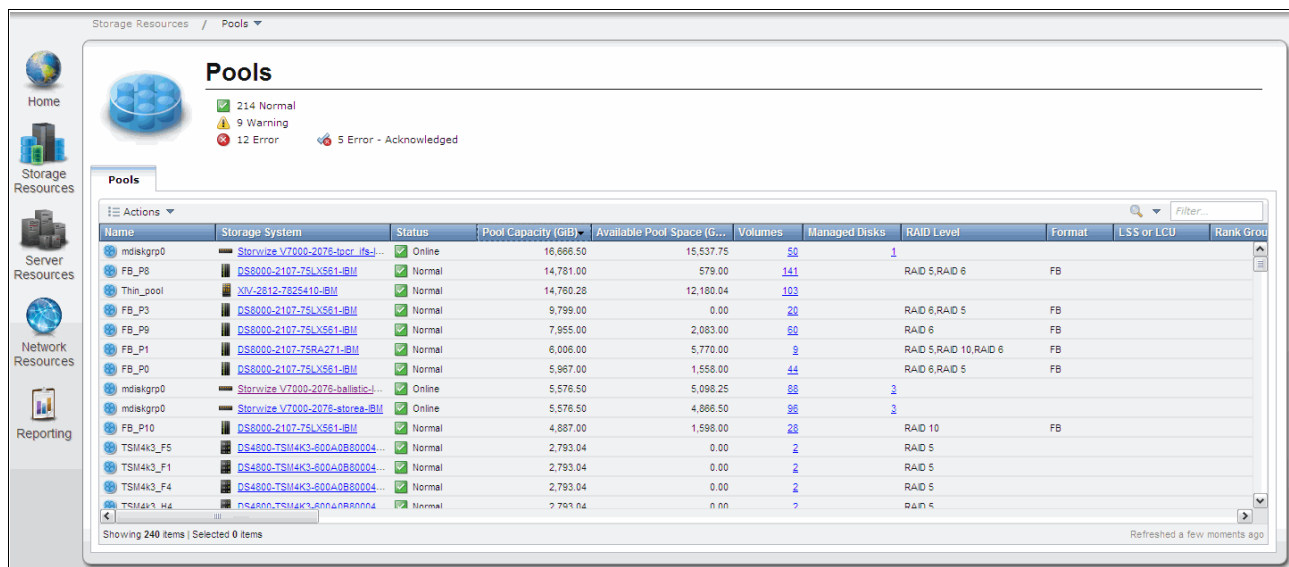 Storage Resources / Pools
Home
Storage Resources
Server Resources
Network Resources
Reporting
Pools
214 Normal
9 Warning
12 Error 5 Error - Acknowledged
Pools
Actions Filter...
Name Storage System Status Pool Capacity (GiB) Available Pool Space (G... Volumes Managed Disks RAID Level Format LSS or LCU Rank Grou
mdiskgrp0 Storwize V7000-2076-tpcr_ifs-I... Online 16,666.50 15,537.75 50 1
FB_P8 DS8000-2107-75LX561-IBM Normal 14,781.00 579.00 141 RAID 5,RAID 6 FB
Thin_pool XIV-2812-7825410-IBM Normal 14,760.28 12,180.04 103
FB_P3 DS8000-2107-75LX561-IBM Normal 9,799.00 0.00 20 RAID 6,RAID 5 FB
FB_P9 DS8000-2107-75LX561-IBM Normal 7,955.00 2,083.00 60 RAID 6 FB
FB_P1 DS8000-2107-75RA271-IBM Normal 6,006.00 5,770.00 9 RAID 5,RAID 10,RAID 6 FB
FB_P0 DS8000-2107-75LX561-IBM Normal 5,967.00 1,558.00 44 RAID 6,RAID 5 FB
mdiskgrp0 Storwize V7000-2076-ballistic-I... Online 5,576.50 5,098.25 88 3
mdiskgrp0 Storwize V7000-2076-storea-IBM Online 5,576.50 4,866.50 96 3
FB_P10 DS8000-2107-75LX561-IBM Normal 4,887.00 1,598.00 28 RAID 10 FB
TSM4k3_F5 DS4800-TSM4K3-600A0B80004... Normal 2,793.04 0.00 2 RAID 5
TSM4k3_F1 DS4800-TSM4K3-600A0B80004... Normal 2,793.04 0.00 2 RAID 5
TSM4k3_F4 DS4800-TSM4K3-600A0B80004... Normal 2,793.04 0.00 2 RAID 5
TSM4k3_H4 DS4800-TSM4K3-600A0B80004... Normal 2,793.04 0.00 2 RAID 5
Showing 240 items | Selected 0 items Refreshed a few moments ago